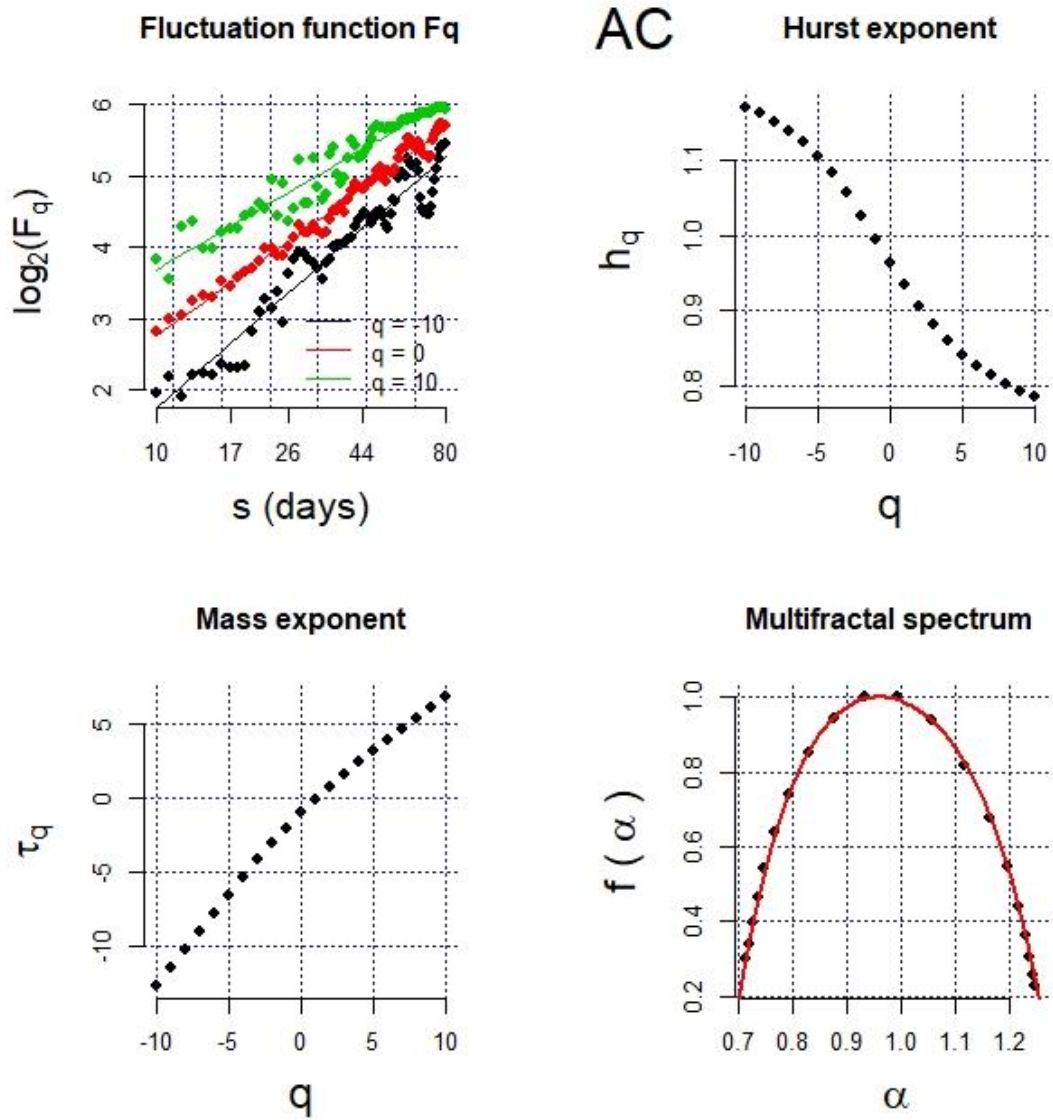 AC
Fluctuation function Fq
log2(Fq)
6
5
4
3
2
q = -10
q = 0
q = 10
10 17 26 44 80
s (days)
Hurst exponent
hq
1.1
1.0
0.9
0.8
-10 -5 0 5 10
q
Mass exponent
τq
5
0
-5
-10
-10 -5 0 5 10
q
Multifractal spectrum
f ( α )
1.0
0.8
0.6
0.4
0.2
0.7 0.8 0.9 1.0 1.1 1.2
α